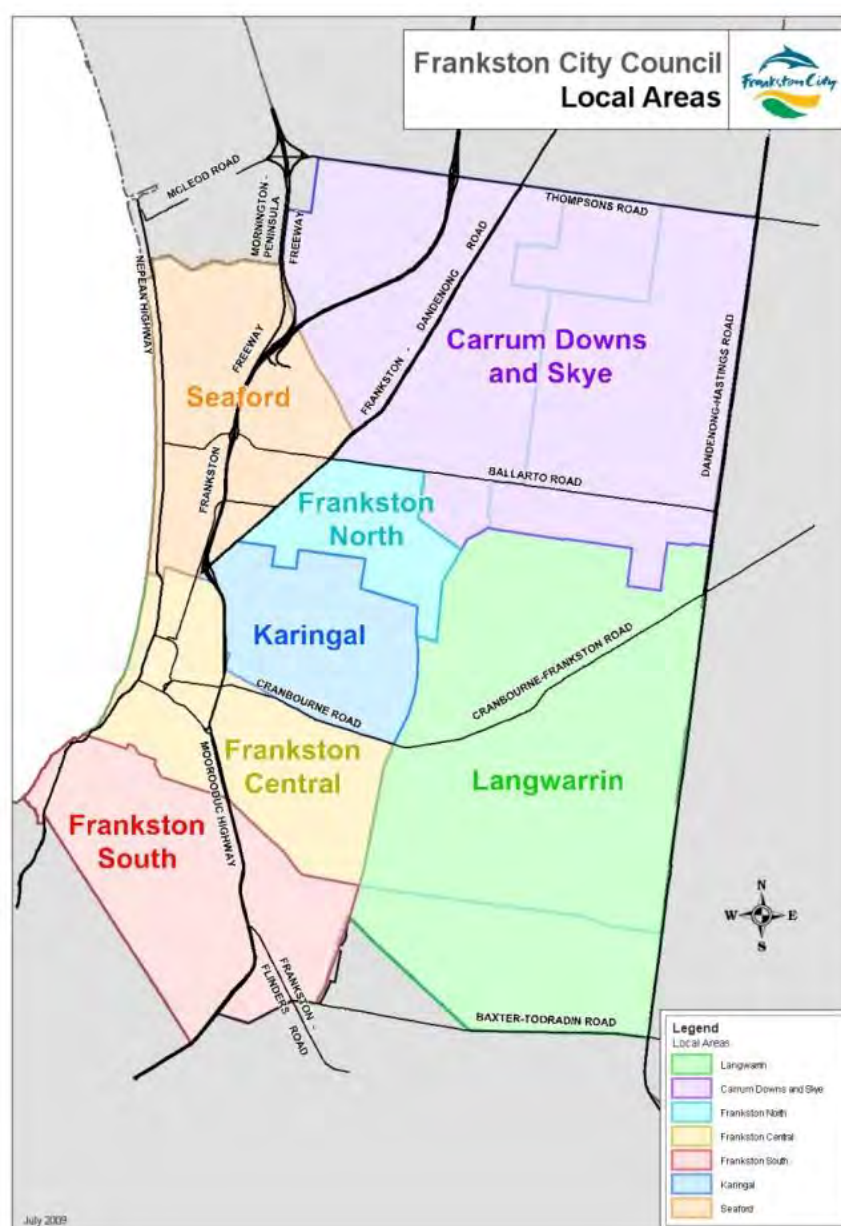 Frankston City Council
Local Areas
Frankston City
MCLEOD ROAD
MORNINGTON -
PENINSULA
FREEWAY
THOMPSONS ROAD
NEPEAN HIGHWAY
FRANKSTON -
DANDENONG
ROAD
DANDENONG-HASTINGS ROAD
Carrum Downs
and Skye
FREEWAY
Seaford
FRANKSTON
BALLARTO ROAD
Frankston
North
Karingal
CRANBOURNE-FRANKSTON ROAD
CRANBOURNE ROAD
Frankston
Central
Langwarrin
MOOROODUC HIGHWAY
Frankston
South
N
W
E
S
FRANKSTON -
FLINDERS
ROAD
BAXTER-TOORADIN ROAD
Legend
Local Areas
Langwarrin
Carrum Downs and Skye
Frankston North
Frankston Central
Frankston South
Karingal
Seaford
July 2009